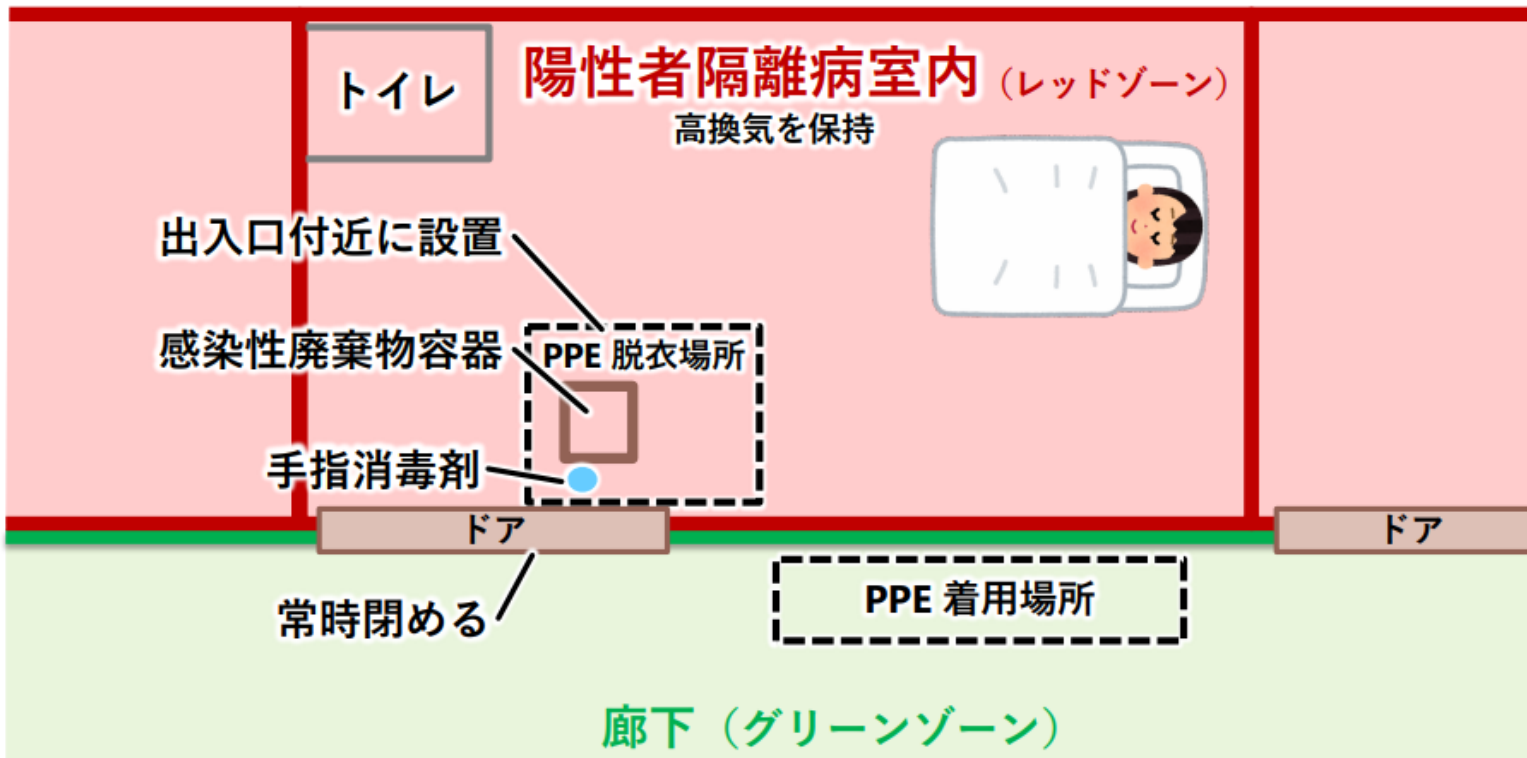 トイレ
陽性者隔離病室内（レッドゾーン）
高換気を保持
出入口付近に設置
感染性廃棄物容器
PPE 脱衣場所
手指消毒剤
ドア
ドア
常時閉める
PPE 着用場所
廊下（グリーンゾーン）